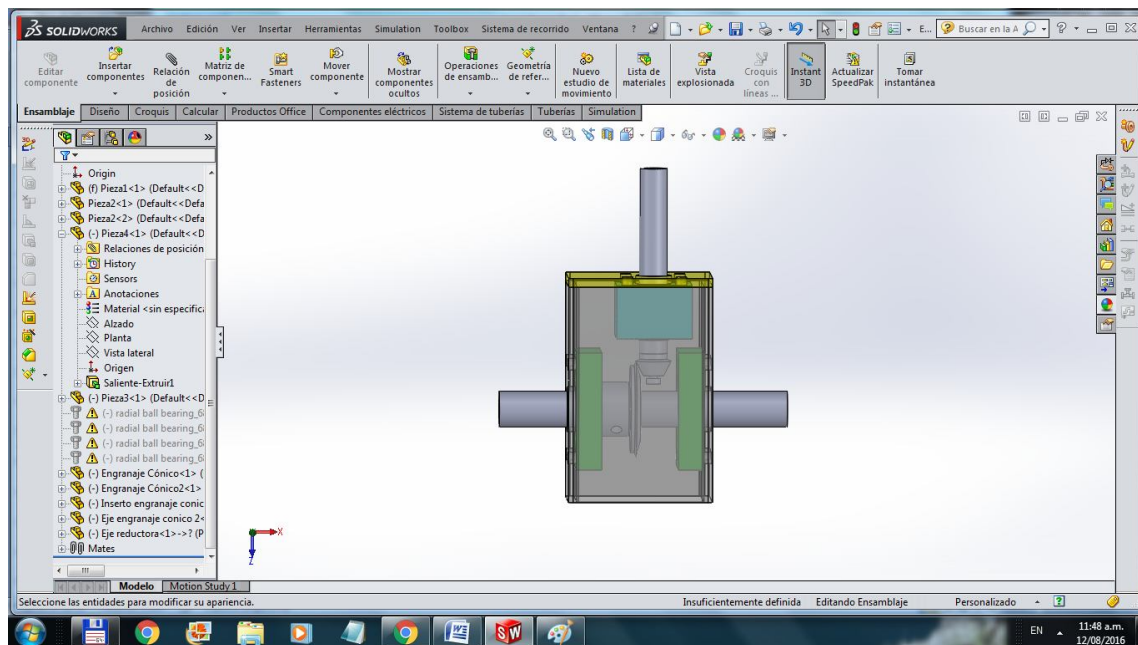 SOLIDWORKS Archivo Edición Ver Insertar Herramientas Simulation Toolbox Sistema de recorrido Ventana ? E... Buscar en la A
Editar componente
Insertar componentes
Relación de posición
Matriz de componen...
Smart Fasteners
Mover componente
Mostrar componentes ocultos
Operaciones de ensamb...
Geometría de refer...
Nuevo estudio de movimiento
Lista de materiales
Vista explosionada
Croquis con líneas ...
Instant 3D
Actualizar SpeedPak
Tomar instantánea
Ensamblaje Diseño Croquis Calcular Productos Office Componentes eléctricos Sistema de tuberías Tuberías Simulation
Origin
(f) Pieza1<1> (Default<<D
Pieza2<1> (Default<<Defa
Pieza2<2> (Default<<Defa
(-) Pieza4<1> (Default<<D
Relaciones de posición
History
Sensors
Anotaciones
Material <sin especific
Alzado
Planta
Vista lateral
Origen
Saliente-Extruir1
(-) Pieza3<1> (Default<<D
(-) radial ball bearing_6
(-) radial ball bearing_6
(-) radial ball bearing_6
(-) radial ball bearing_6
(-) Engranaje Cónico<1> (
(-) Engranaje Cónico2<1>
(-) Inserto engranaje conic
(-) Eje engranaje conico 2<
(-) Eje reductora<1>->? (P
Mates
X
Z
Modelo Motion Study 1
Seleccione las entidades para modificar su apariencia. Insuficientemente definida Editando Ensamblaje Personalizado
EN 11:48 a.m.
12/08/2016